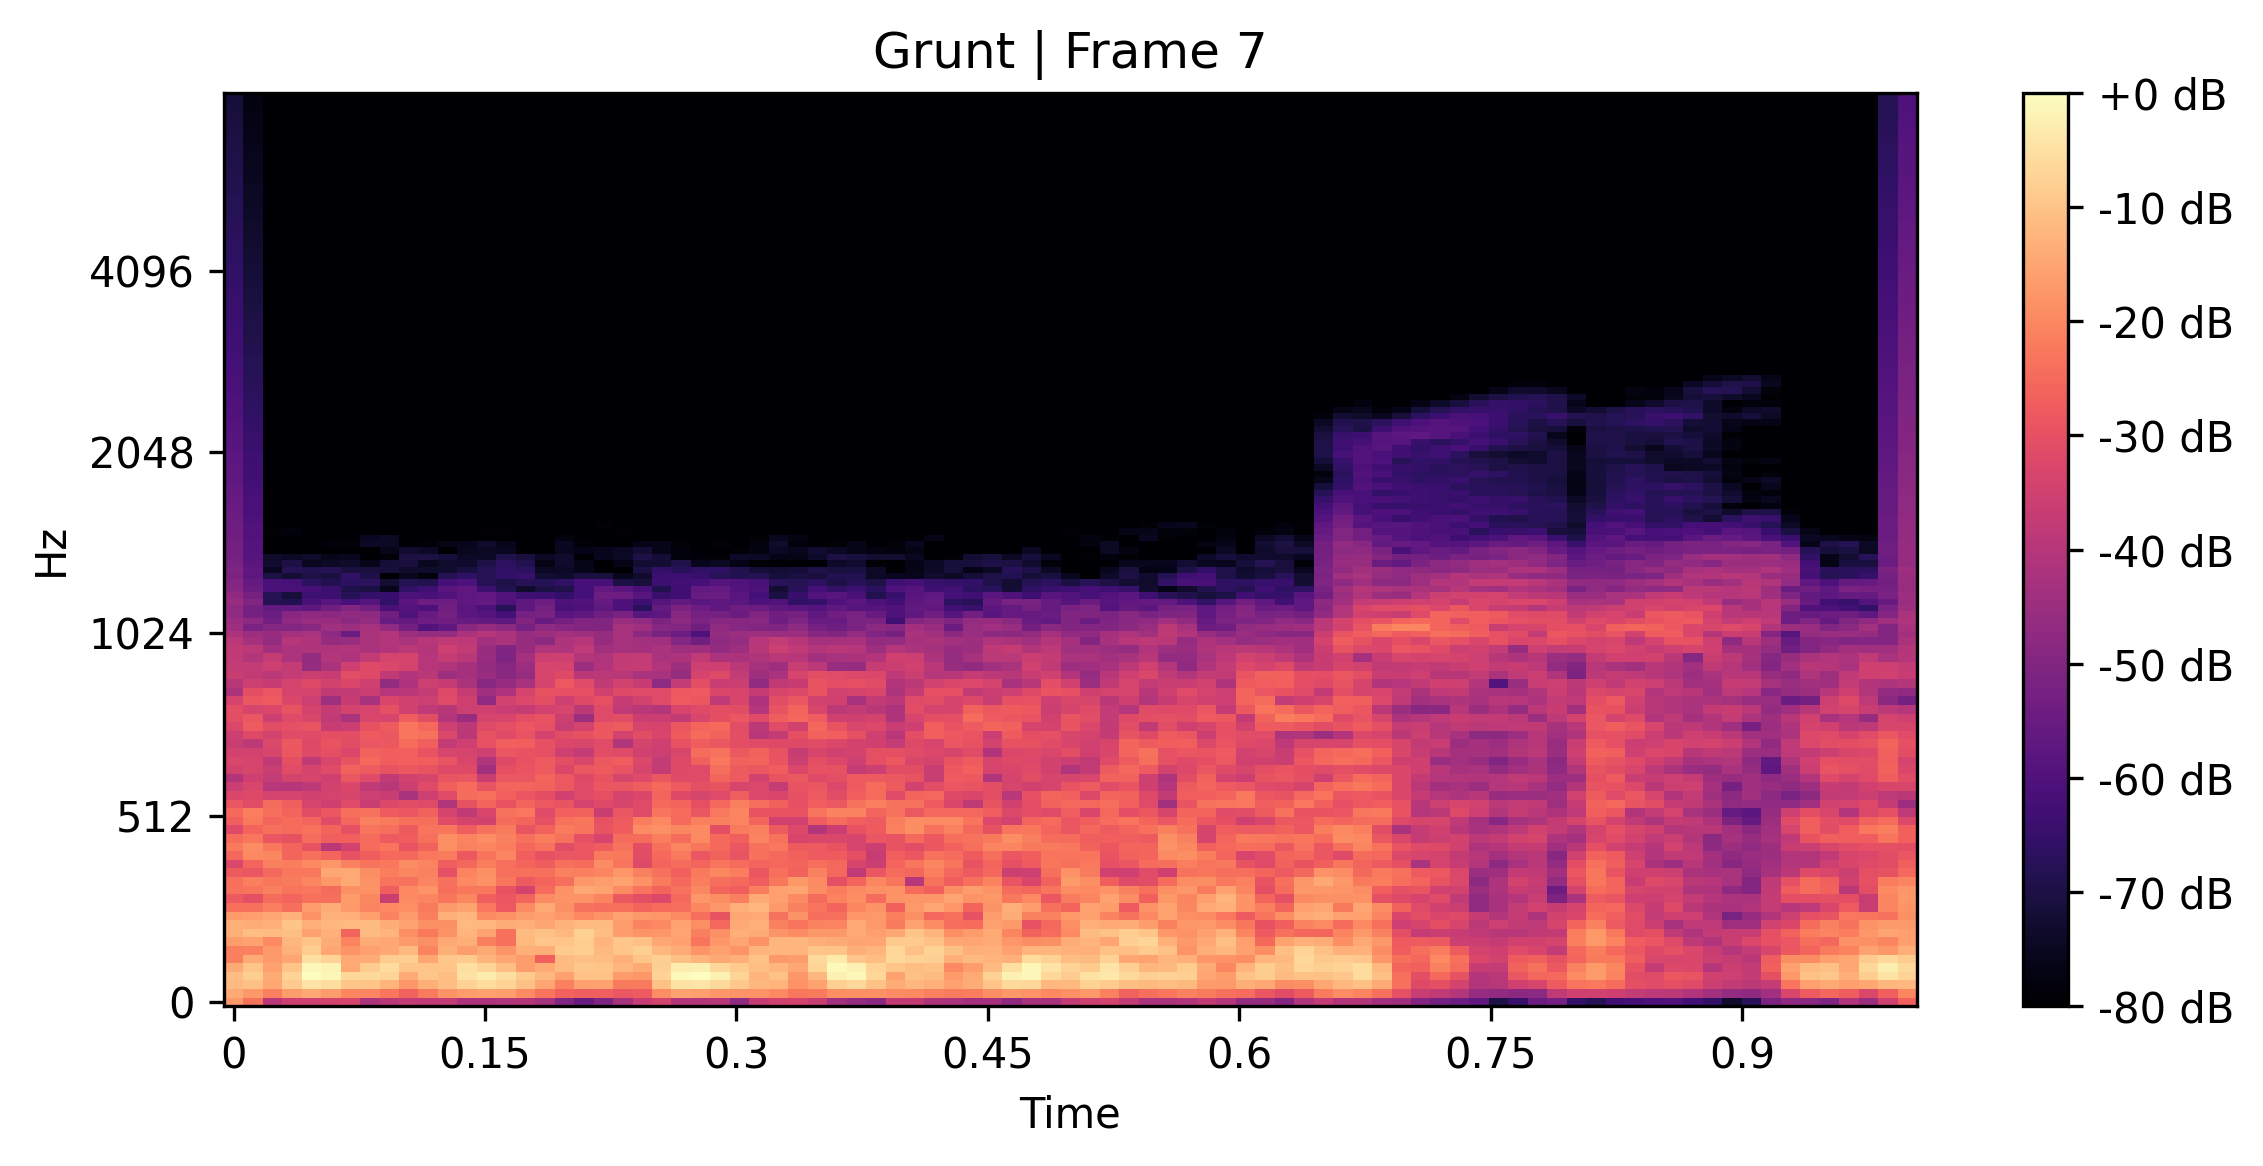 Grunt | Frame 7
+0 dB
-10 dB
-20 dB
-30 dB
-40 dB
-50 dB
-60 dB
-70 dB
-80 dB
Hz
4096
2048
1024
512
0
0 0.15 0.3 0.45 0.6 0.75 0.9
Time